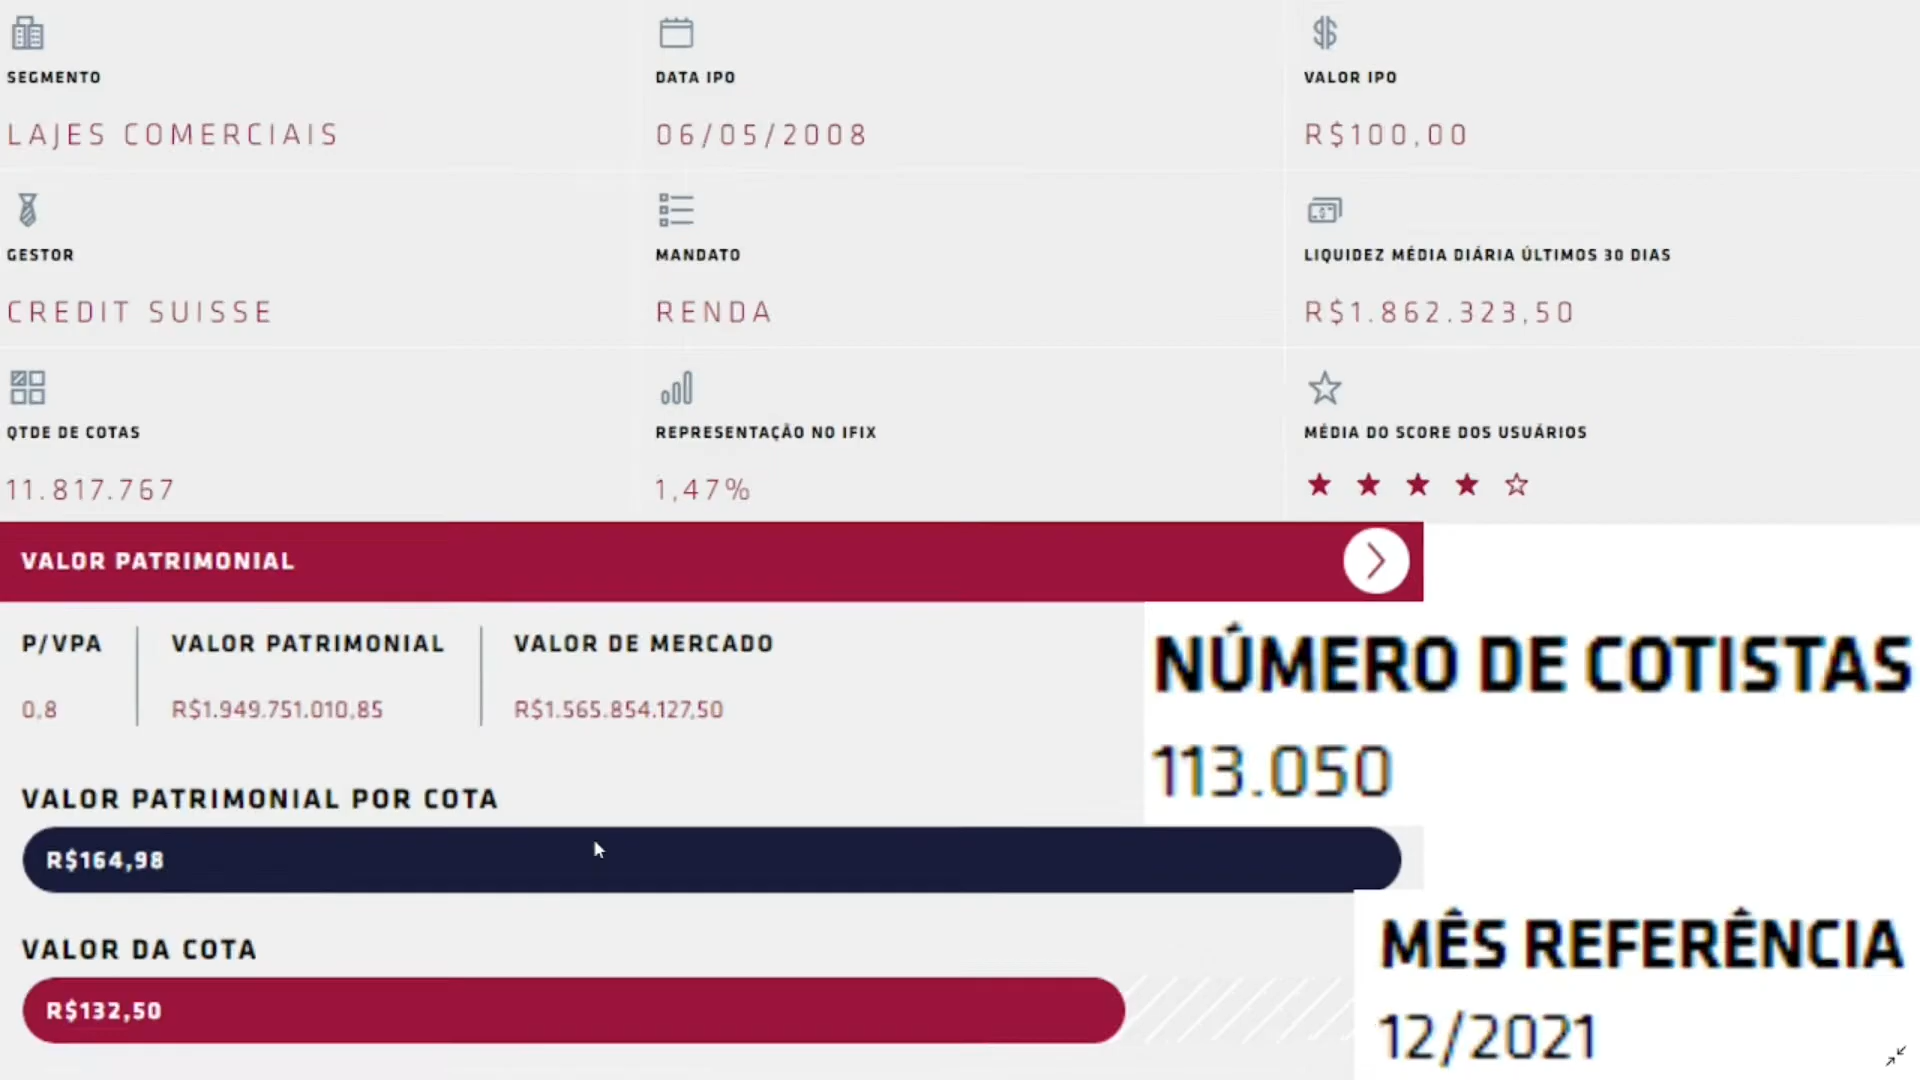 SEGMENTO
LAJES COMERCIAIS
DATA IPO
06/05/2008
VALOR IPO
R$100,00
GESTOR
CREDIT SUISSE
MANDATO
RENDA
LIQUIDEZ MÉDIA DIÁRIA ÚLTIMOS 30 DIAS
R$1.862.323,50
QTDE DE COTAS
11.817.767
REPRESENTAÇÃO NO IFIX
1,47%
MÉDIA DO SCORE DOS USUÁRIOS
VALOR PATRIMONIAL
P/VPA
0,8
VALOR PATRIMONIAL
R$1.949.751.010,85
VALOR DE MERCADO
R$1.565.854.127,50
NÚMERO DE COTISTAS
113.050
VALOR PATRIMONIAL POR COTA
R$164,98
VALOR DA COTA
R$132,50
MÊS REFERÊNCIA
12/2021